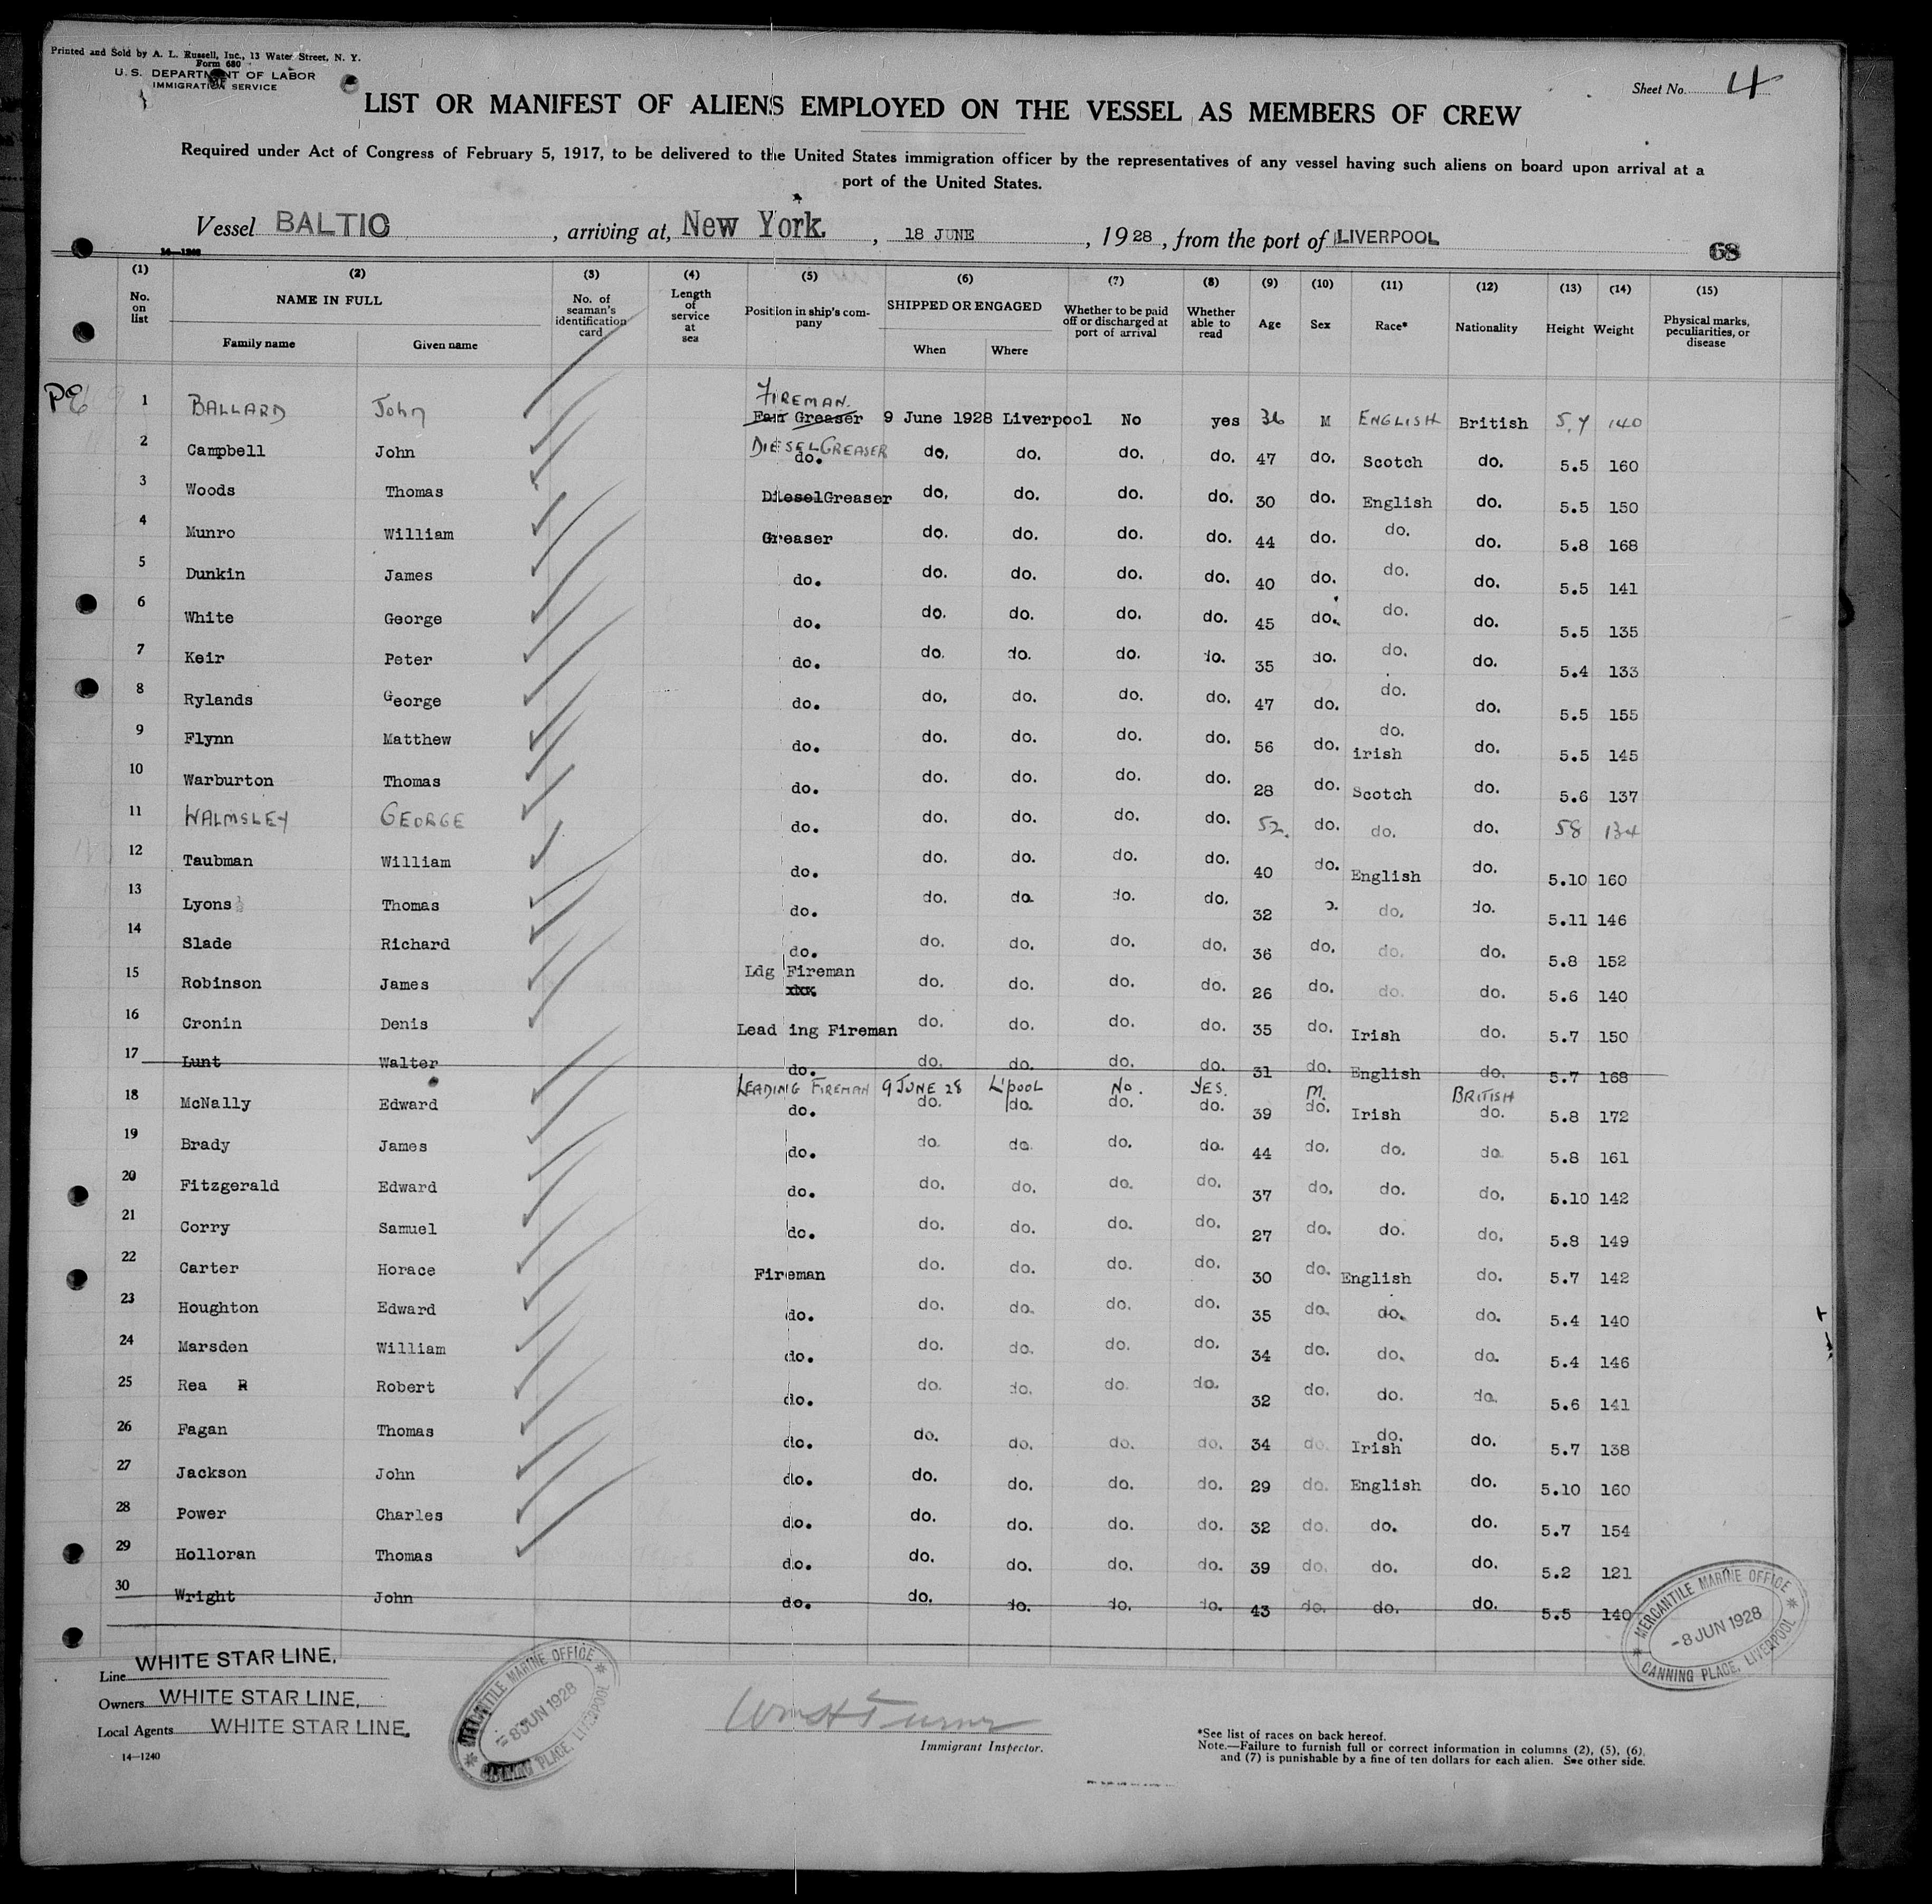 Printed and Sold by A. L. Russell, Inc., 13 Water Street, N. Y.
Form 680
U. S. DEPARTMENT OF LABOR
IMMIGRATION SERVICE
Sheet No. 4
LIST OR MANIFEST OF ALIENS EMPLOYED ON THE VESSEL AS MEMBERS OF CREW
Required under Act of Congress of February 5, 1917, to be delivered to the United States immigration officer by the representatives of any vessel having such aliens on board upon arrival at a
port of the United States.
Vessel BALTIC, arriving at, New York., 18 JUNE, 1928, from the port of LIVERPOOL
14—1240
68
(1) (2) (3) (4) (5) (6) (7) (8) (9) (10) (11) (12) (13) (14) (15)
No. on list NAME IN FULL Family name Given name No. of seaman's identification card Length of service at sea Position in ship's company SHIPPED OR ENGAGED When Where Whether to be paid off or discharged at port of arrival Whether able to read Age Sex Race* Nationality Height Weight Physical marks, peculiarities, or disease
PE
FIREMAN.
1 BALLARD John Fan Greaser 9 June 1928 Liverpool No yes 36 M ENGLISH British 5.7 140
DIESEL GREASER
2 Campbell John do. do. do. do. do. 47 do. Scotch do. 5.5 160
3 Woods Thomas DieselGreaser do. do. do. do. 30 do. English do. 5.5 150
4 Munro William Greaser do. do. do. do. 44 do. do. do. 5.8 168
5 Dunkin James do. do. do. do. do. 40 do. do. do. 5.5 141
6 White George do. do. do. do. do. 45 do. do. do. 5.5 135
7 Keir Peter do. do. do. do. do. 35 do. do. do. 5.4 133
8 Rylands George do. do. do. do. do. 47 do. do. do. 5.5 155
9 Flynn Matthew do. do. do. do. do. 56 do. do. irish do. 5.5 145
10 Warburton Thomas do. do. do. do. do. 28 do. Scotch do. 5.6 137
11 WALMSLEY GEORGE do. do. do. do. do. 52. do. do. do. 58 134
12 Taubman William do. do. do. do. do. 40 do. English do. 5.10 160
13 Lyons Thomas do. do. do. do. do. 32 o. do. do. 5.11 146
14 Slade Richard do. do. do. do. do. 36 do. do. do. 5.8 152
15 Robinson James Ldg Fireman do. do. do. do. 26 do. do. do. 5.6 140
16 Cronin Denis Lead ing Fireman do. do. do. do. 35 do. Irish do. 5.7 150
17 Lunt Walter do. do. do. do. do. 31 do. English do. 5.7 168
LEADING FIREMAN 9 JUNE 28 L'pool No. YES. M. BRITISH
18 McNally Edward do. do. do. do. do. 39 do. Irish do. 5.8 172
19 Brady James do. do. do. do. do. 44 do. do. do. 5.8 161
20 Fitzgerald Edward do. do. do. do. do. 37 do. do. do. 5.10 142
21 Corry Samuel do. do. do. do. do. 27 do. do. do. 5.8 149
22 Carter Horace Fireman do. do. do. do. 30 do. English do. 5.7 142
23 Houghton Edward do. do. do. do. do. 35 do. do. do. 5.4 140
24 Marsden William do. do. do. do. do. 34 do. do. do. 5.4 146
25 Rea R Robert do. do. do. do. do. 32 do. do. do. 5.6 141
26 Fagan Thomas do. do. do. do. do. 34 do. do. Irish do. 5.7 138
27 Jackson John do. do. do. do. do. 29 do. English do. 5.10 160
28 Power Charles do. do. do. do. do. 32 do. do. do. 5.7 154
29 Holloran Thomas do. do. do. do. do. 39 do. do. do. 5.2 121
30 Wright John do. do. do. do. do. 43 do. do. do. 5.5 140
Line WHITE STAR LINE.
Owners WHITE STAR LINE.
Local Agents WHITE STAR LINE.
14—1240
MERCANTILE MARINE OFFICE
8 JUN 1928
CANNING PLACE, LIVERPOOL
Wm H Turner
Immigrant Inspector.
MERCANTILE MARINE OFFICE
-8 JUN 1928
CANNING PLACE, LIVERPOOL
*See list of races on back hereof.
Note.—Failure to furnish full or correct information in columns (2), (5), (6),
and (7) is punishable by a fine of ten dollars for each alien. See other side.